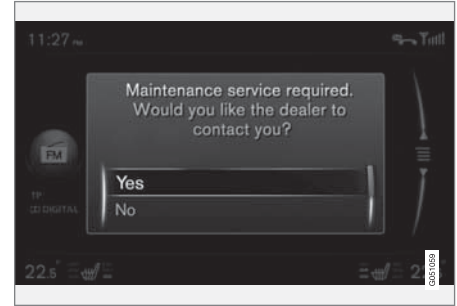 11:27
Maintenance service required.
Would you like the dealer to
contact you?
FM
Yes
No
TP
DIGITAL
22.5°
G051059